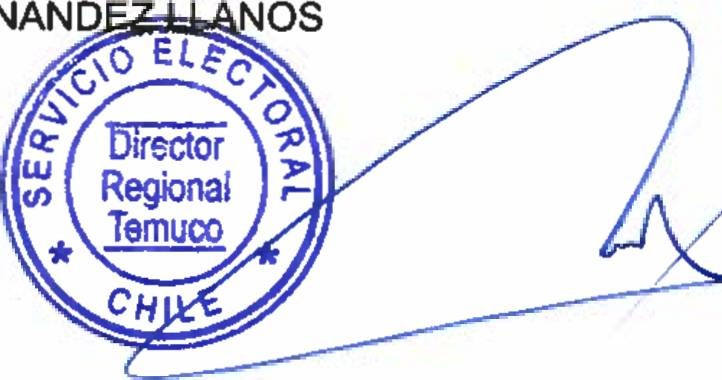 NANDEZ LLANOS
SERVICIO ELECTORAL
Director
Regional
Temuco
* CHILE *